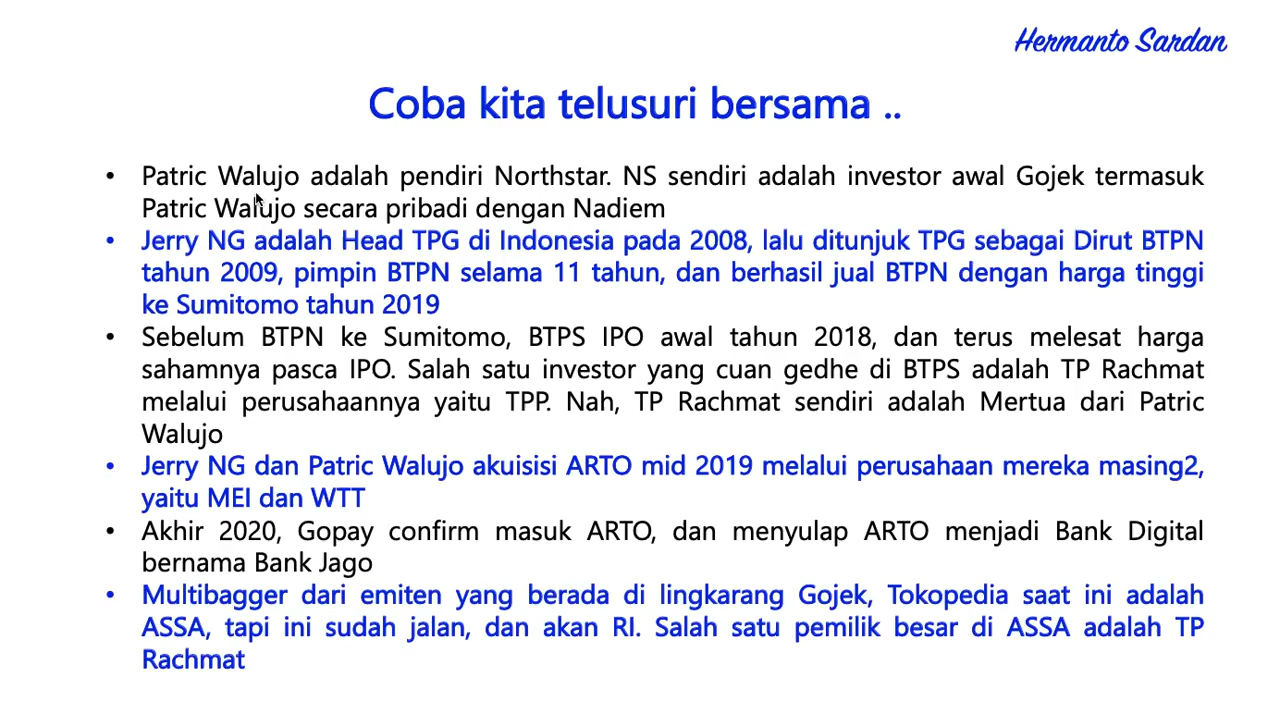 Hermanto Sardan
Coba kita telusuri bersama ..
• Patric Walujo adalah pendiri Northstar. NS sendiri adalah investor awal Gojek termasuk
Patric Walujo secara pribadi dengan Nadiem
• Jerry NG adalah Head TPG di Indonesia pada 2008, lalu ditunjuk TPG sebagai Dirut BTPN
tahun 2009, pimpin BTPN selama 11 tahun, dan berhasil jual BTPN dengan harga tinggi
ke Sumitomo tahun 2019
• Sebelum BTPN ke Sumitomo, BTPS IPO awal tahun 2018, dan terus melesat harga
sahamnya pasca IPO. Salah satu investor yang cuan gedhe di BTPS adalah TP Rachmat
melalui perusahaannya yaitu TPP. Nah, TP Rachmat sendiri adalah Mertua dari Patric
Walujo
• Jerry NG dan Patric Walujo akuisisi ARTO mid 2019 melalui perusahaan mereka masing2,
yaitu MEI dan WTT
• Akhir 2020, Gopay confirm masuk ARTO, dan menyulap ARTO menjadi Bank Digital
bernama Bank Jago
• Multibagger dari emiten yang berada di lingkarang Gojek, Tokopedia saat ini adalah
ASSA, tapi ini sudah jalan, dan akan RI. Salah satu pemilik besar di ASSA adalah TP
Rachmat